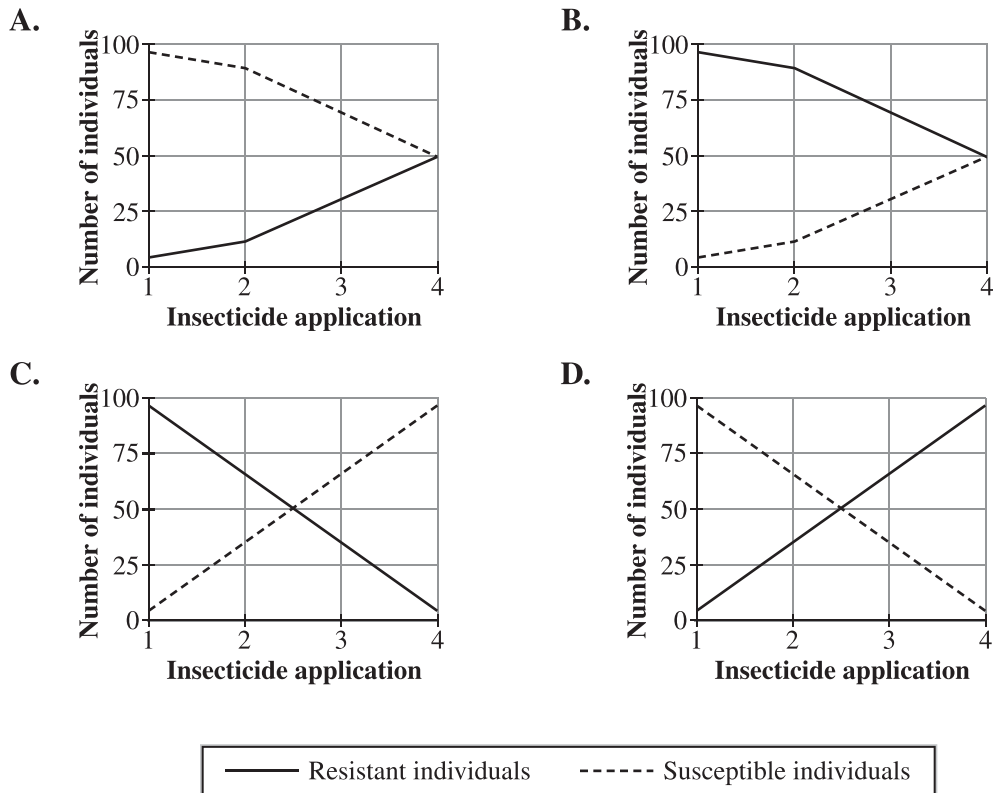 A.
Number of individuals
100
75
50
25
0
1 2 3 4
Insecticide application
B.
Number of individuals
100
75
50
25
0
1 2 3 4
Insecticide application
C.
Number of individuals
100
75
50
25
0
1 2 3 4
Insecticide application
D.
Number of individuals
100
75
50
25
0
1 2 3 4
Insecticide application
Resistant individuals
Susceptible individuals